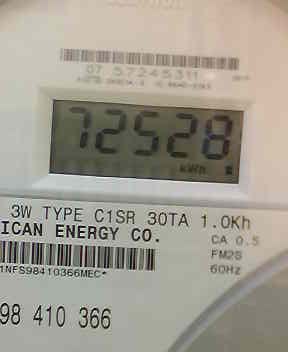 07 57245311
72528
kWh
3W TYPE C1SR 30TA 1.0Kh
ICAN ENERGY CO.
CA 0.5
FM2S
60Hz
1NFS98410366MEC*
98 410 366